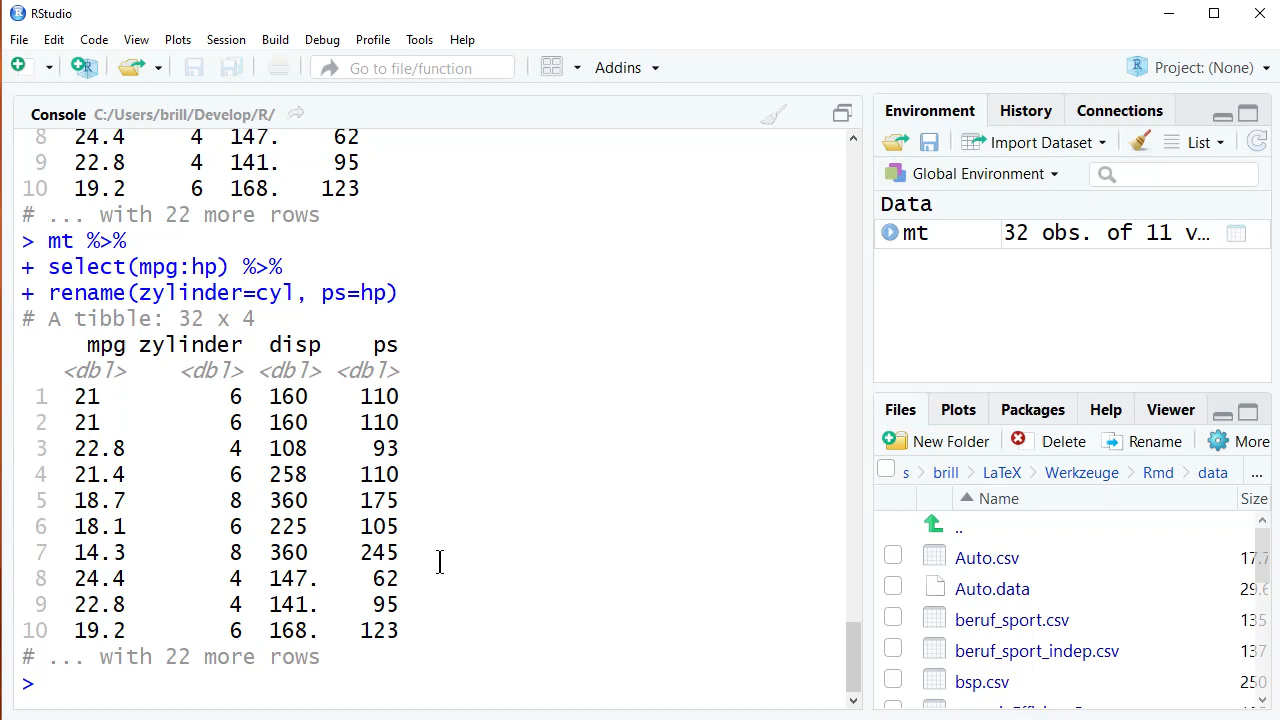 RStudio
File Edit Code View Plots Session Build Debug Profile Tools Help
Go to file/function Addins Project: (None)
Console C:/Users/brill/Develop/R/
8 24.4 4 147. 62
9 22.8 4 141. 95
10 19.2 6 168. 123
# ... with 22 more rows
> mt %>%
+ select(mpg:hp) %>%
+ rename(zylinder=cyl, ps=hp)
# A tibble: 32 x 4
mpg zylinder disp ps
<dbl> <dbl> <dbl> <dbl>
1 21 6 160 110
2 21 6 160 110
3 22.8 4 108 93
4 21.4 6 258 110
5 18.7 8 360 175
6 18.1 6 225 105
7 14.3 8 360 245
8 24.4 4 147. 62
9 22.8 4 141. 95
10 19.2 6 168. 123
# ... with 22 more rows
>
Environment History Connections
Import Dataset List
Global Environment
Data
mt 32 obs. of 11 v...
Files Plots Packages Help Viewer
New Folder Delete Rename More
s brill LaTeX Werkzeuge Rmd data ...
Name Size
..
Auto.csv 17.7
Auto.data 29.6
beruf_sport.csv 135
beruf_sport_indep.csv 137
bsp.csv 250